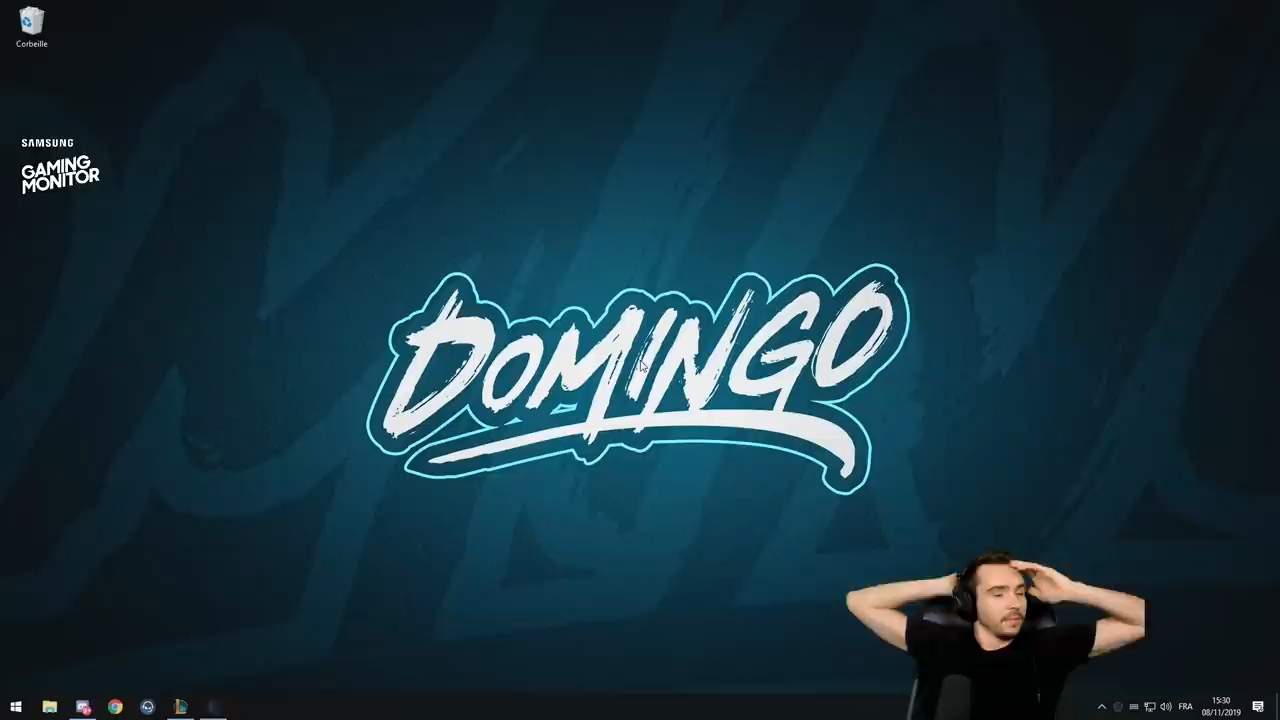 Corbeille
SAMSUNG
GAMING
MONITOR
DOMINGO
FRA
15:30
08/11/2019